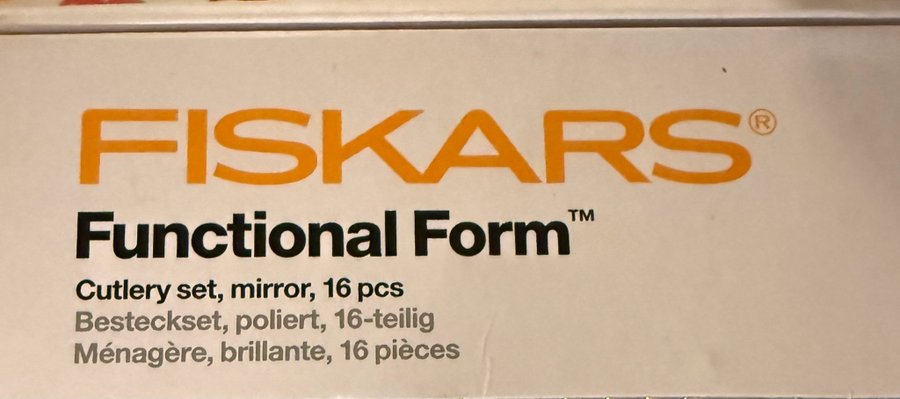 FISKARS®
Functional Form™
Cutlery set, mirror, 16 pcs
Besteckset, poliert, 16-teilig
Ménagère, brillante, 16 pièces